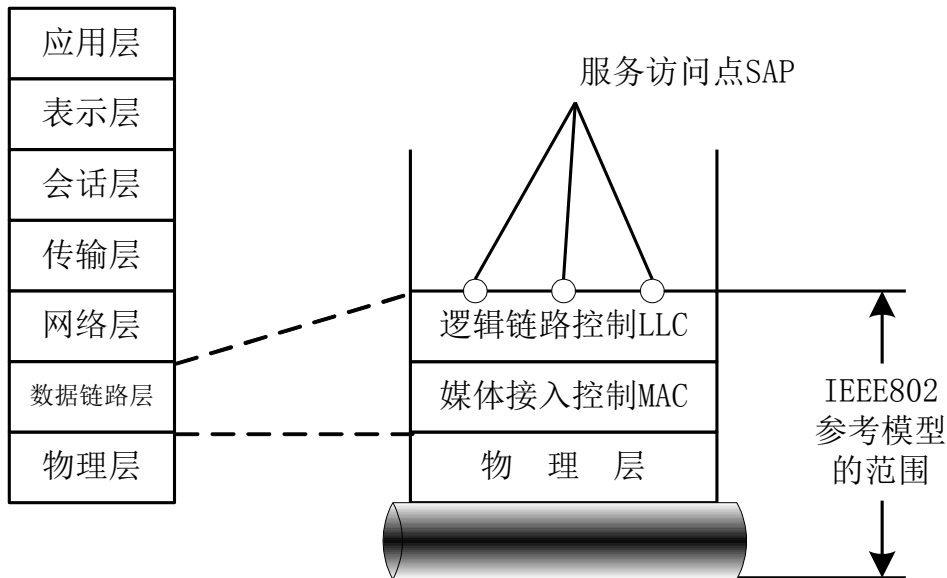 应用层
表示层
会话层
传输层
网络层
数据链路层
物理层
服务访问点SAP
逻辑链路控制LLC
媒体接入控制MAC
物 理 层
IEEE802
参考模型
的范围